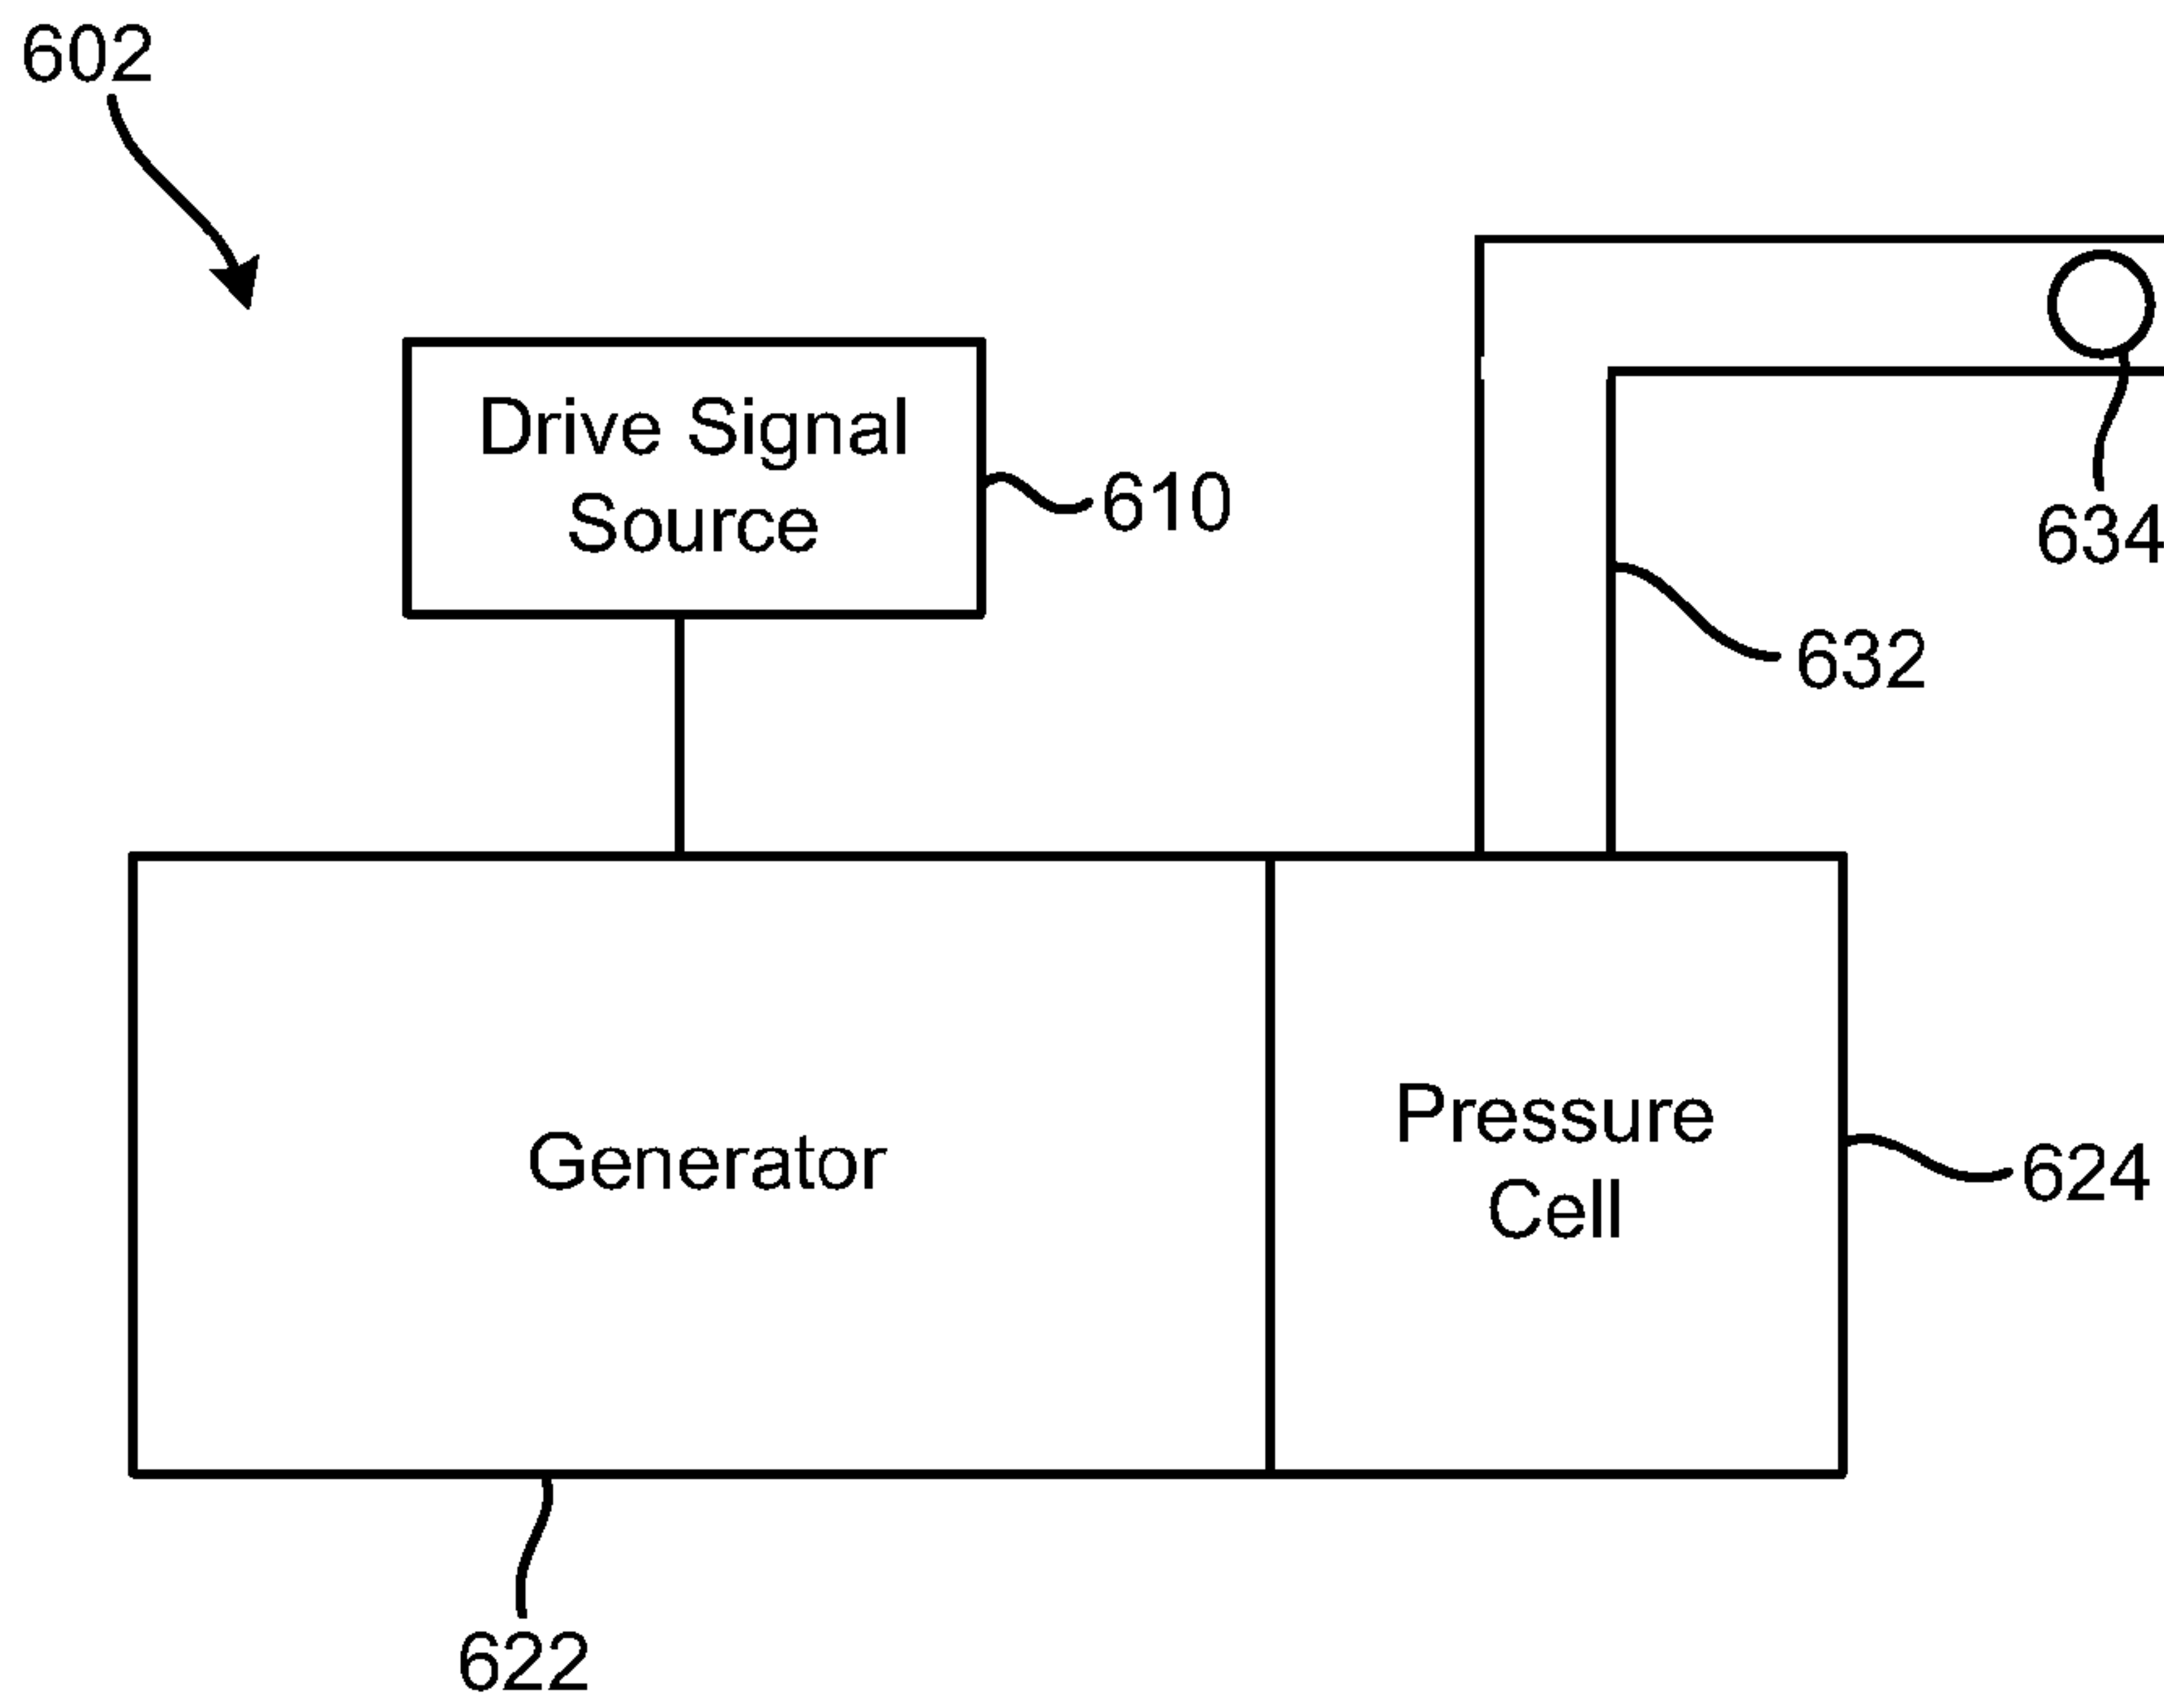 602
Drive Signal
Source
610
634
632
Generator
Pressure
Cell
624
622